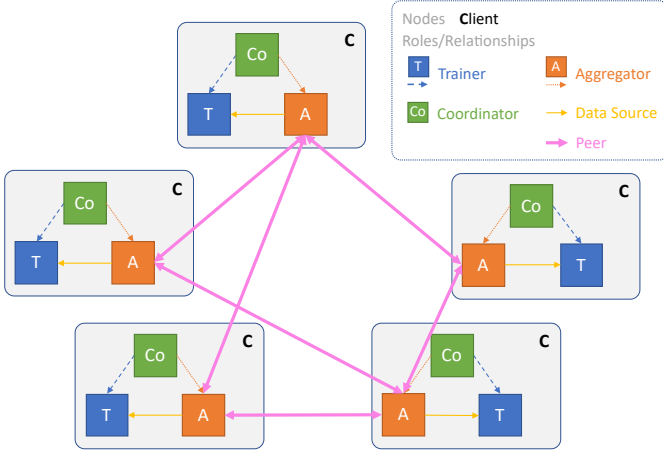 Nodes Client
Roles/Relationships
T Trainer
A Aggregator
Co Coordinator
Data Source
Peer
C
Co
T
A
C
Co
T
A
C
Co
A
T
C
Co
T
A
C
Co
A
T